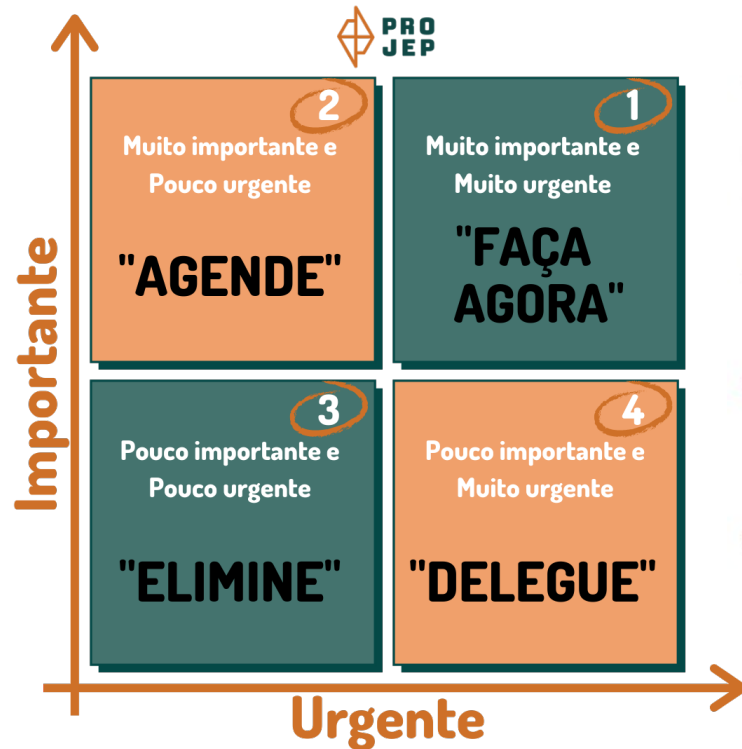 PRO
JEP
2
Muito importante e
Pouco urgente
"AGENDE"
1
Muito importante e
Muito urgente
"FAÇA
AGORA"
3
Pouco importante e
Pouco urgente
"ELIMINE"
4
Pouco importante e
Muito urgente
"DELEGUE"
Importante
Urgente